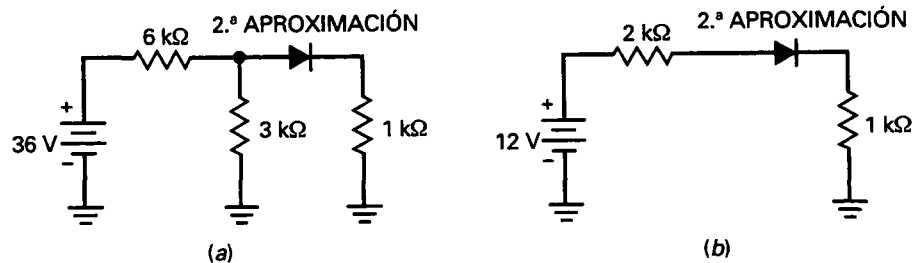 2.ª APROXIMACIÓN
6 kΩ
+
36 V
-
3 kΩ
1 kΩ
(a)
2.ª APROXIMACIÓN
2 kΩ
+
12 V
-
1 kΩ
(b)